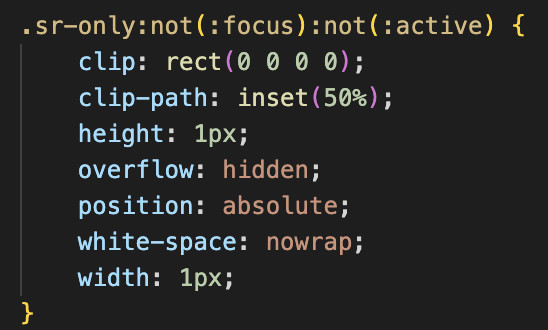 .sr-only:not(:focus):not(:active) {
clip: rect(0 0 0 0);
clip-path: inset(50%);
height: 1px;
overflow: hidden;
position: absolute;
white-space: nowrap;
width: 1px;
}